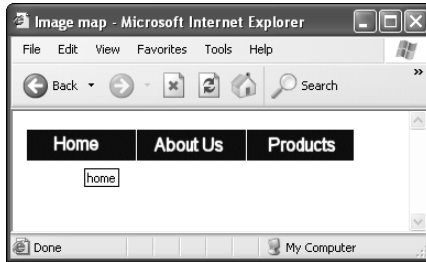 Image map - Microsoft Internet Explorer
File Edit View Favorites Tools Help
Back Search »
Home About Us Products
home
Done My Computer